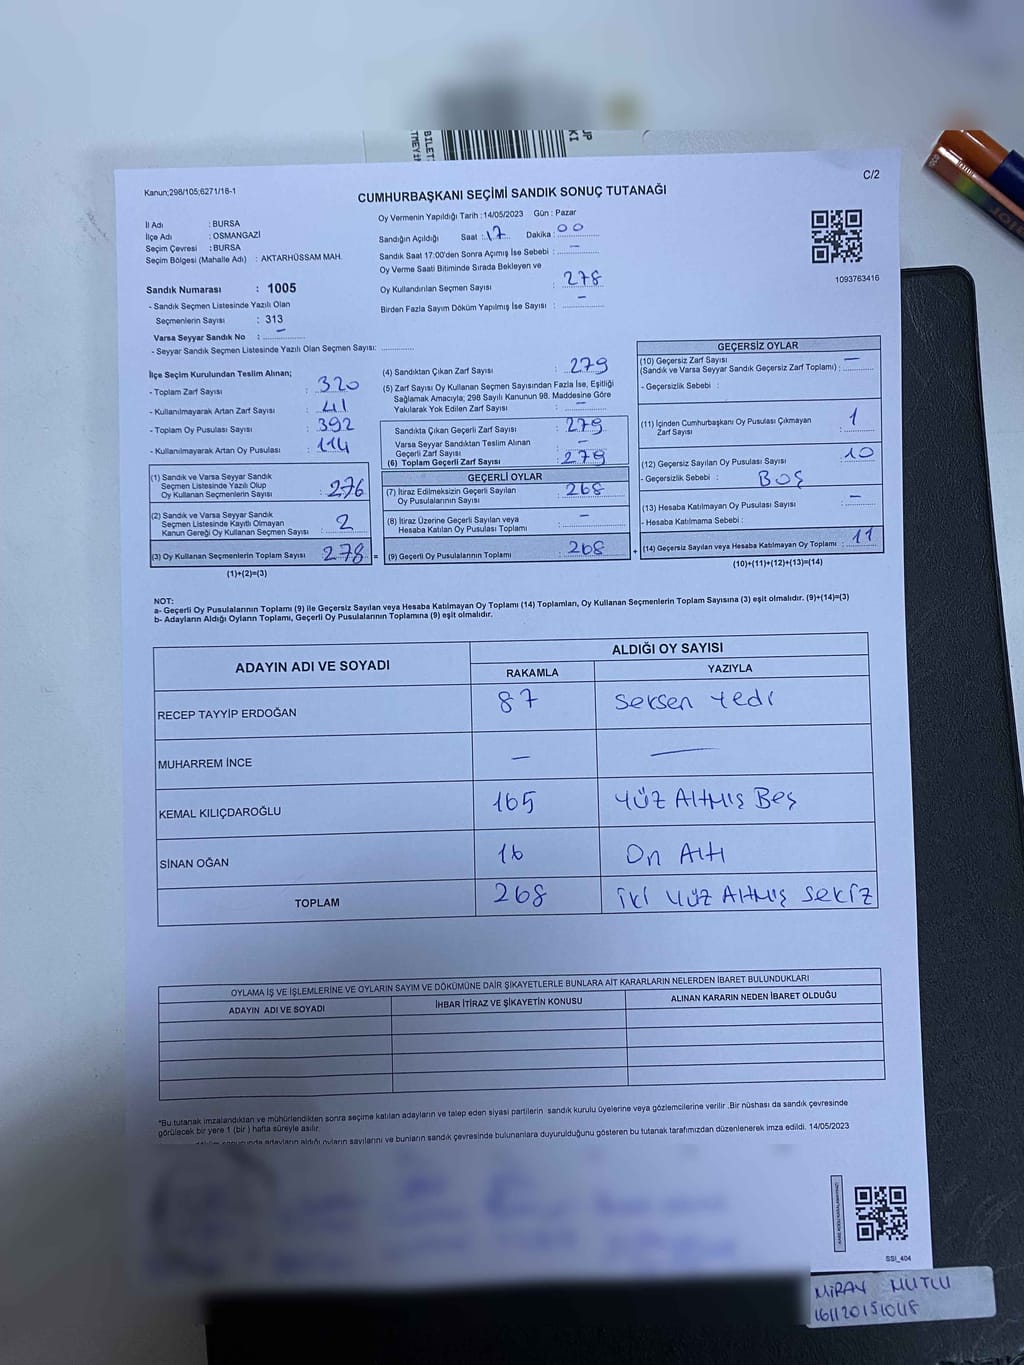 BİLET
TMEYİ
UP
Kİ
Kanun;298/105;6271/18-1
C/2
CUMHURBAŞKANI SEÇİMİ SANDIK SONUÇ TUTANAĞI
İl Adı : BURSA
İlçe Adı : OSMANGAZİ
Seçim Çevresi : BURSA
Seçim Bölgesi (Mahalle Adı) : AKTARHÜSSAM MAH.
Sandık Numarası : 1005
- Sandık Seçmen Listesinde Yazılı Olan
Seçmenlerin Sayısı : 313
Varsa Seyyar Sandık No : —
- Seyyar Sandık Seçmen Listesinde Yazılı Olan Seçmen Sayısı:
Oy Vermenin Yapıldığı Tarih :14/05/2023 Gün : Pazar
Sandığın Açıldığı Saat : 17 Dakika : 00
Sandık Saat 17:00'den Sonra Açımış İse Sebebi : —
Oy Verme Saati Bitiminde Sırada Bekleyen ve
Oy Kullandırılan Seçmen Sayısı : 278
Birden Fazla Sayım Döküm Yapılmış İse Sayısı : —
1093763416
İlçe Seçim Kurulundan Teslim Alınan;
- Toplam Zarf Sayısı : 320
- Kullanılmayarak Artan Zarf Sayısı : 41
- Toplam Oy Pusulası Sayısı : 392
- Kullanılmayarak Artan Oy Pusulası : 114
(1) Sandık ve Varsa Seyyar Sandık
Seçmen Listesinde Yazılı Olup
Oy Kullanan Seçmenlerin Sayısı : 276
(2) Sandık ve Varsa Seyyar Sandık
Seçmen Listesinde Kayıtlı Olmayan
Kanun Gereği Oy Kullanan Seçmen Sayısı : 2
(3) Oy Kullanan Seçmenlerin Toplam Sayısı : 278 =
(1)+(2)=(3)
(4) Sandıktan Çıkan Zarf Sayısı : 279
(5) Zarf Sayısı Oy Kullanan Seçmen Sayısından Fazla İse, Eşitliği
Sağlamak Amacıyla; 298 Sayılı Kanunun 98. Maddesine Göre
Yakılarak Yok Edilen Zarf Sayısı : —
Sandıkta Çıkan Geçerli Zarf Sayısı : 279
Varsa Seyyar Sandıktan Teslim Alınan
Geçerli Zarf Sayısı : —
(6) Toplam Geçerli Zarf Sayısı : 279
GEÇERLİ OYLAR
(7) İtiraz Edilmeksizin Geçerli Sayılan
Oy Pusulalarının Sayısı : 268
(8) İtiraz Üzerine Geçerli Sayılan veya
Hesaba Katılan Oy Pusulası Toplamı : —
(9) Geçerli Oy Pusulalarının Toplamı : 268 +
GEÇERSİZ OYLAR
(10) Geçersiz Zarf Sayısı —
(Sandık ve Varsa Seyyar Sandık Geçersiz Zarf Toplamı) :
- Geçersizlik Sebebi :
(11) İçinden Cumhurbaşkanı Oy Pusulası Çıkmayan
Zarf Sayısı : 1
(12) Geçersiz Sayılan Oy Pusulası Sayısı : 10
- Geçersizlik Sebebi : BOŞ
(13) Hesaba Katılmayan Oy Pusulası Sayısı : —
- Hesaba Katılmama Sebebi :
(14) Geçersiz Sayılan veya Hesaba Katılmayan Oy Toplamı : 11
(10)+(11)+(12)+(13)=(14)
NOT:
a- Geçerli Oy Pusulalarının Toplamı (9) ile Geçersiz Sayılan veya Hesaba Katılmayan Oy Toplamı (14) Toplamları, Oy Kullanan Seçmenlerin Toplam Sayısına (3) eşit olmalıdır. (9)+(14)=(3)
b- Adayların Aldığı Oyların Toplamı, Geçerli Oy Pusulalarının Toplamına (9) eşit olmalıdır.
ADAYIN ADI VE SOYADI
ALDIĞI OY SAYISI
RAKAMLA YAZIYLA
RECEP TAYYİP ERDOĞAN 87 Seksen Yedi
MUHARREM İNCE — —
KEMAL KILIÇDAROĞLU 165 Yüz Altmış Beş
SİNAN OĞAN 16 On Altı
TOPLAM 268 İki Yüz Altmış Sekiz
OYLAMA İŞ VE İŞLEMLERİNE VE OYLARIN SAYIM VE DÖKÜMÜNE DAİR ŞİKAYETLERLE BUNLARA AİT KARARLARIN NELERDEN İBARET BULUNDUKLARI
ADAYIN ADI VE SOYADI İHBAR İTİRAZ VE ŞİKAYETİN KONUSU ALINAN KARARIN NEDEN İBARET OLDUĞU
*Bu tutanak imzalandıktan ve mühürlendikten sonra seçime katılan adayların ve talep eden siyasi partilerin sandık kurulu üyelerine veya gözlemcilerine verilir .Bir nüshası da sandık çevresinde
görülecek bir yere 1 (bir ) hafta süreyle asılır.
adayların aldığı oyların sayılarını ve bunların sandık çevresinde bulunanlara duyurulduğunu gösteren bu tutanak tarafımızdan düzenlenerek imza edildi. 14/05/2023
SSI_404
MİRAY MUTLU